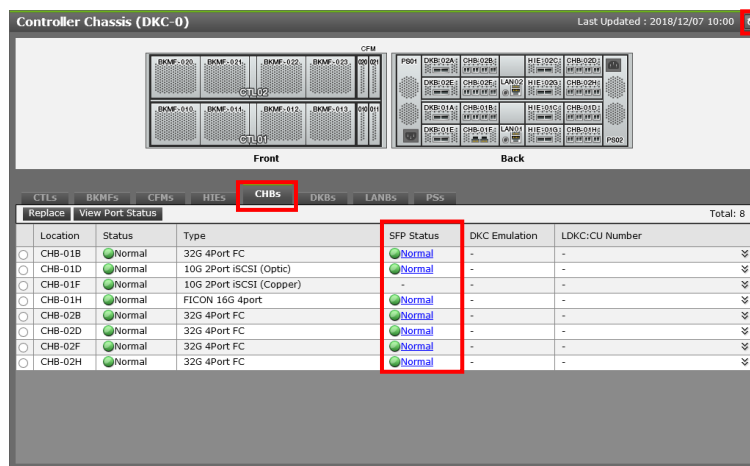 Controller Chassis (DKC-0) Last Updated : 2018/12/07 10:00
CFM
BKMF-020 BKMF-021 BKMF-022 BKMF-023 020 021
CTL02
BKMF-010 BKMF-011 BKMF-012 BKMF-013 010 011
CTL01
PS01 DKB:02A CHB:02B HIE:02C CHB:02D
DKB:02E CHB:02F LAN02 HIE:02G CHB:02H
DKB:01A CHB:01B HIE:01C CHB:01D
DKB:01E CHB:01F LAN01 HIE:01G CHB:01H PS02
Front Back
CTLs BKMFs CFMs HIEs CHBs DKBs LANBs PSs
Replace View Port Status Total: 8
Location Status Type SFP Status DKC Emulation LDKC:CU Number
CHB-01B Normal 32G 4Port FC Normal - -
CHB-01D Normal 10G 2Port iSCSI (Optic) Normal - -
CHB-01F Normal 10G 2Port iSCSI (Copper) - - -
CHB-01H Normal FICON 16G 4port Normal - -
CHB-02B Normal 32G 4Port FC Normal - -
CHB-02D Normal 32G 4Port FC Normal - -
CHB-02F Normal 32G 4Port FC Normal - -
CHB-02H Normal 32G 4Port FC Normal - -